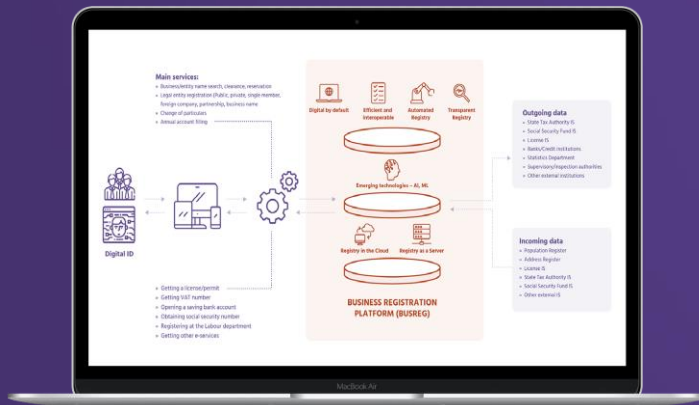 Main services:
Business/entity name search, clearance, reservation
Legal entity registration (Public, private, single member,
foreign company, partnership, business name
Change of particulars
Annual account filing
Digital ID
Getting a license/permit
Getting VAT number
Opening a saving bank account
Obtaining social security number
Registering at the Labour department
Getting other e-services
Digital by default
Efficient and
interoperable
Automated
Registry
Transparent
Registry
Emerging technologies – AI, ML
Registry in the Cloud
Registry as a Server
BUSINESS REGISTRATION
PLATFORM (BUSREG)
Outgoing data
State Tax Authority IS
Social Security Fund IS
License IS
Banks/Credit institutions
Statistics Department
Supervisory/Inspection authorities
Other external institutions
Incoming data
Population Register
Address Register
License IS
State Tax Authority IS
Social Security Fund IS
Other external IS
MacBook Air